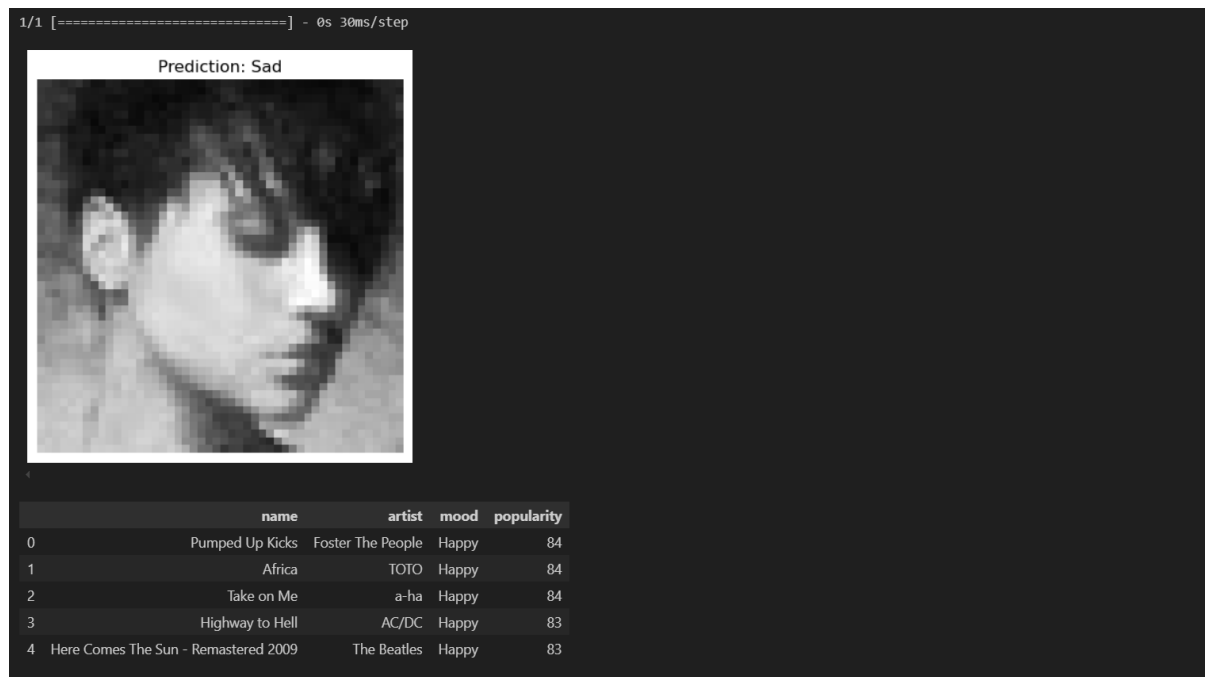 1/1 [==============================] - 0s 30ms/step
Prediction: Sad
name artist mood popularity
0 Pumped Up Kicks Foster The People Happy 84
1 Africa TOTO Happy 84
2 Take on Me a-ha Happy 84
3 Highway to Hell AC/DC Happy 83
4 Here Comes The Sun - Remastered 2009 The Beatles Happy 83